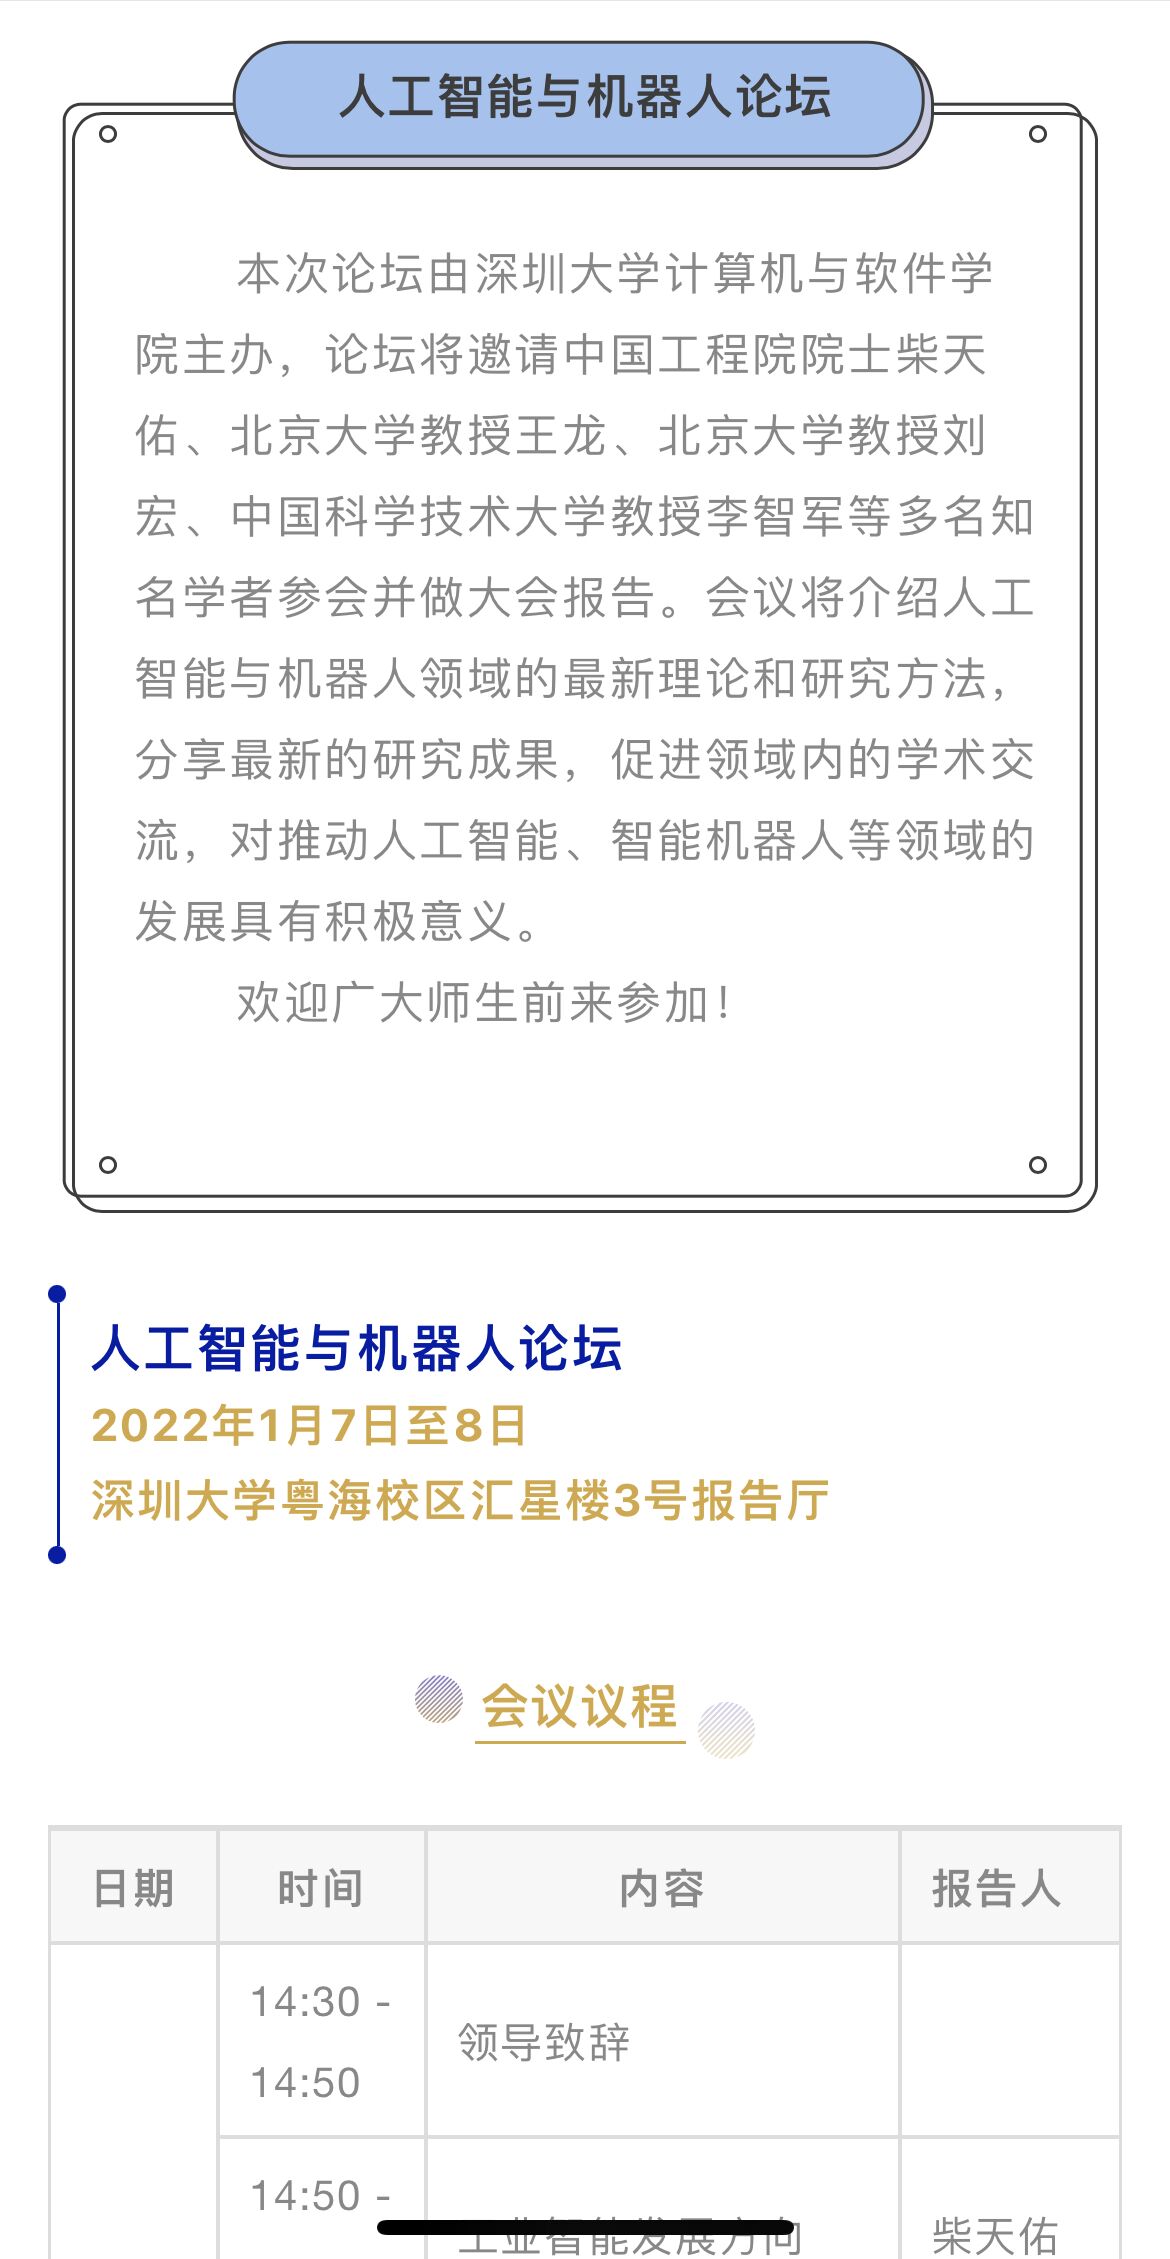 人工智能与机器人论坛
本次论坛由深圳大学计算机与软件学
院主办，论坛将邀请中国工程院院士柴天
佑、北京大学教授王龙、北京大学教授刘
宏、中国科学技术大学教授李智军等多名知
名学者参会并做大会报告。会议将介绍人工
智能与机器人领域的最新理论和研究方法，
分享最新的研究成果，促进领域内的学术交
流，对推动人工智能、智能机器人等领域的
发展具有积极意义。
欢迎广大师生前来参加！
人工智能与机器人论坛
2022年1月7日至8日
深圳大学粤海校区汇星楼3号报告厅
会议议程
日期 时间 内容 报告人
14:30 -
14:50
领导致辞
14:50 -
工业智能发展方向 柴天佑